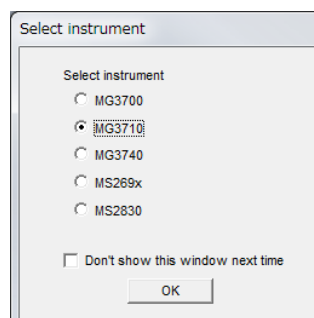 Select instrument
Select instrument
MG3700
MG3710
MG3740
MS269x
MS2830
Don't show this window next time
OK